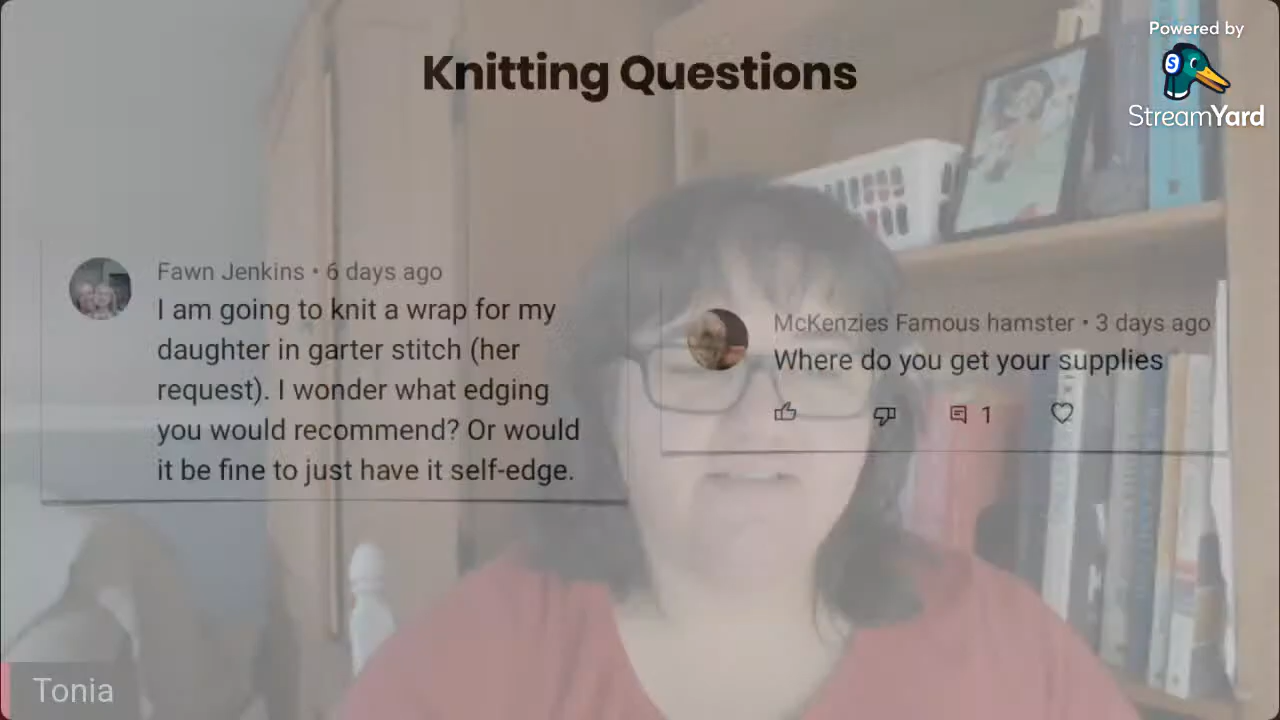 Powered by
StreamYard
Knitting Questions
Fawn Jenkins • 6 days ago
I am going to knit a wrap for my
daughter in garter stitch (her
request). I wonder what edging
you would recommend? Or would
it be fine to just have it self-edge.
McKenzies Famous hamster • 3 days ago
Where do you get your supplies
1
Tonia